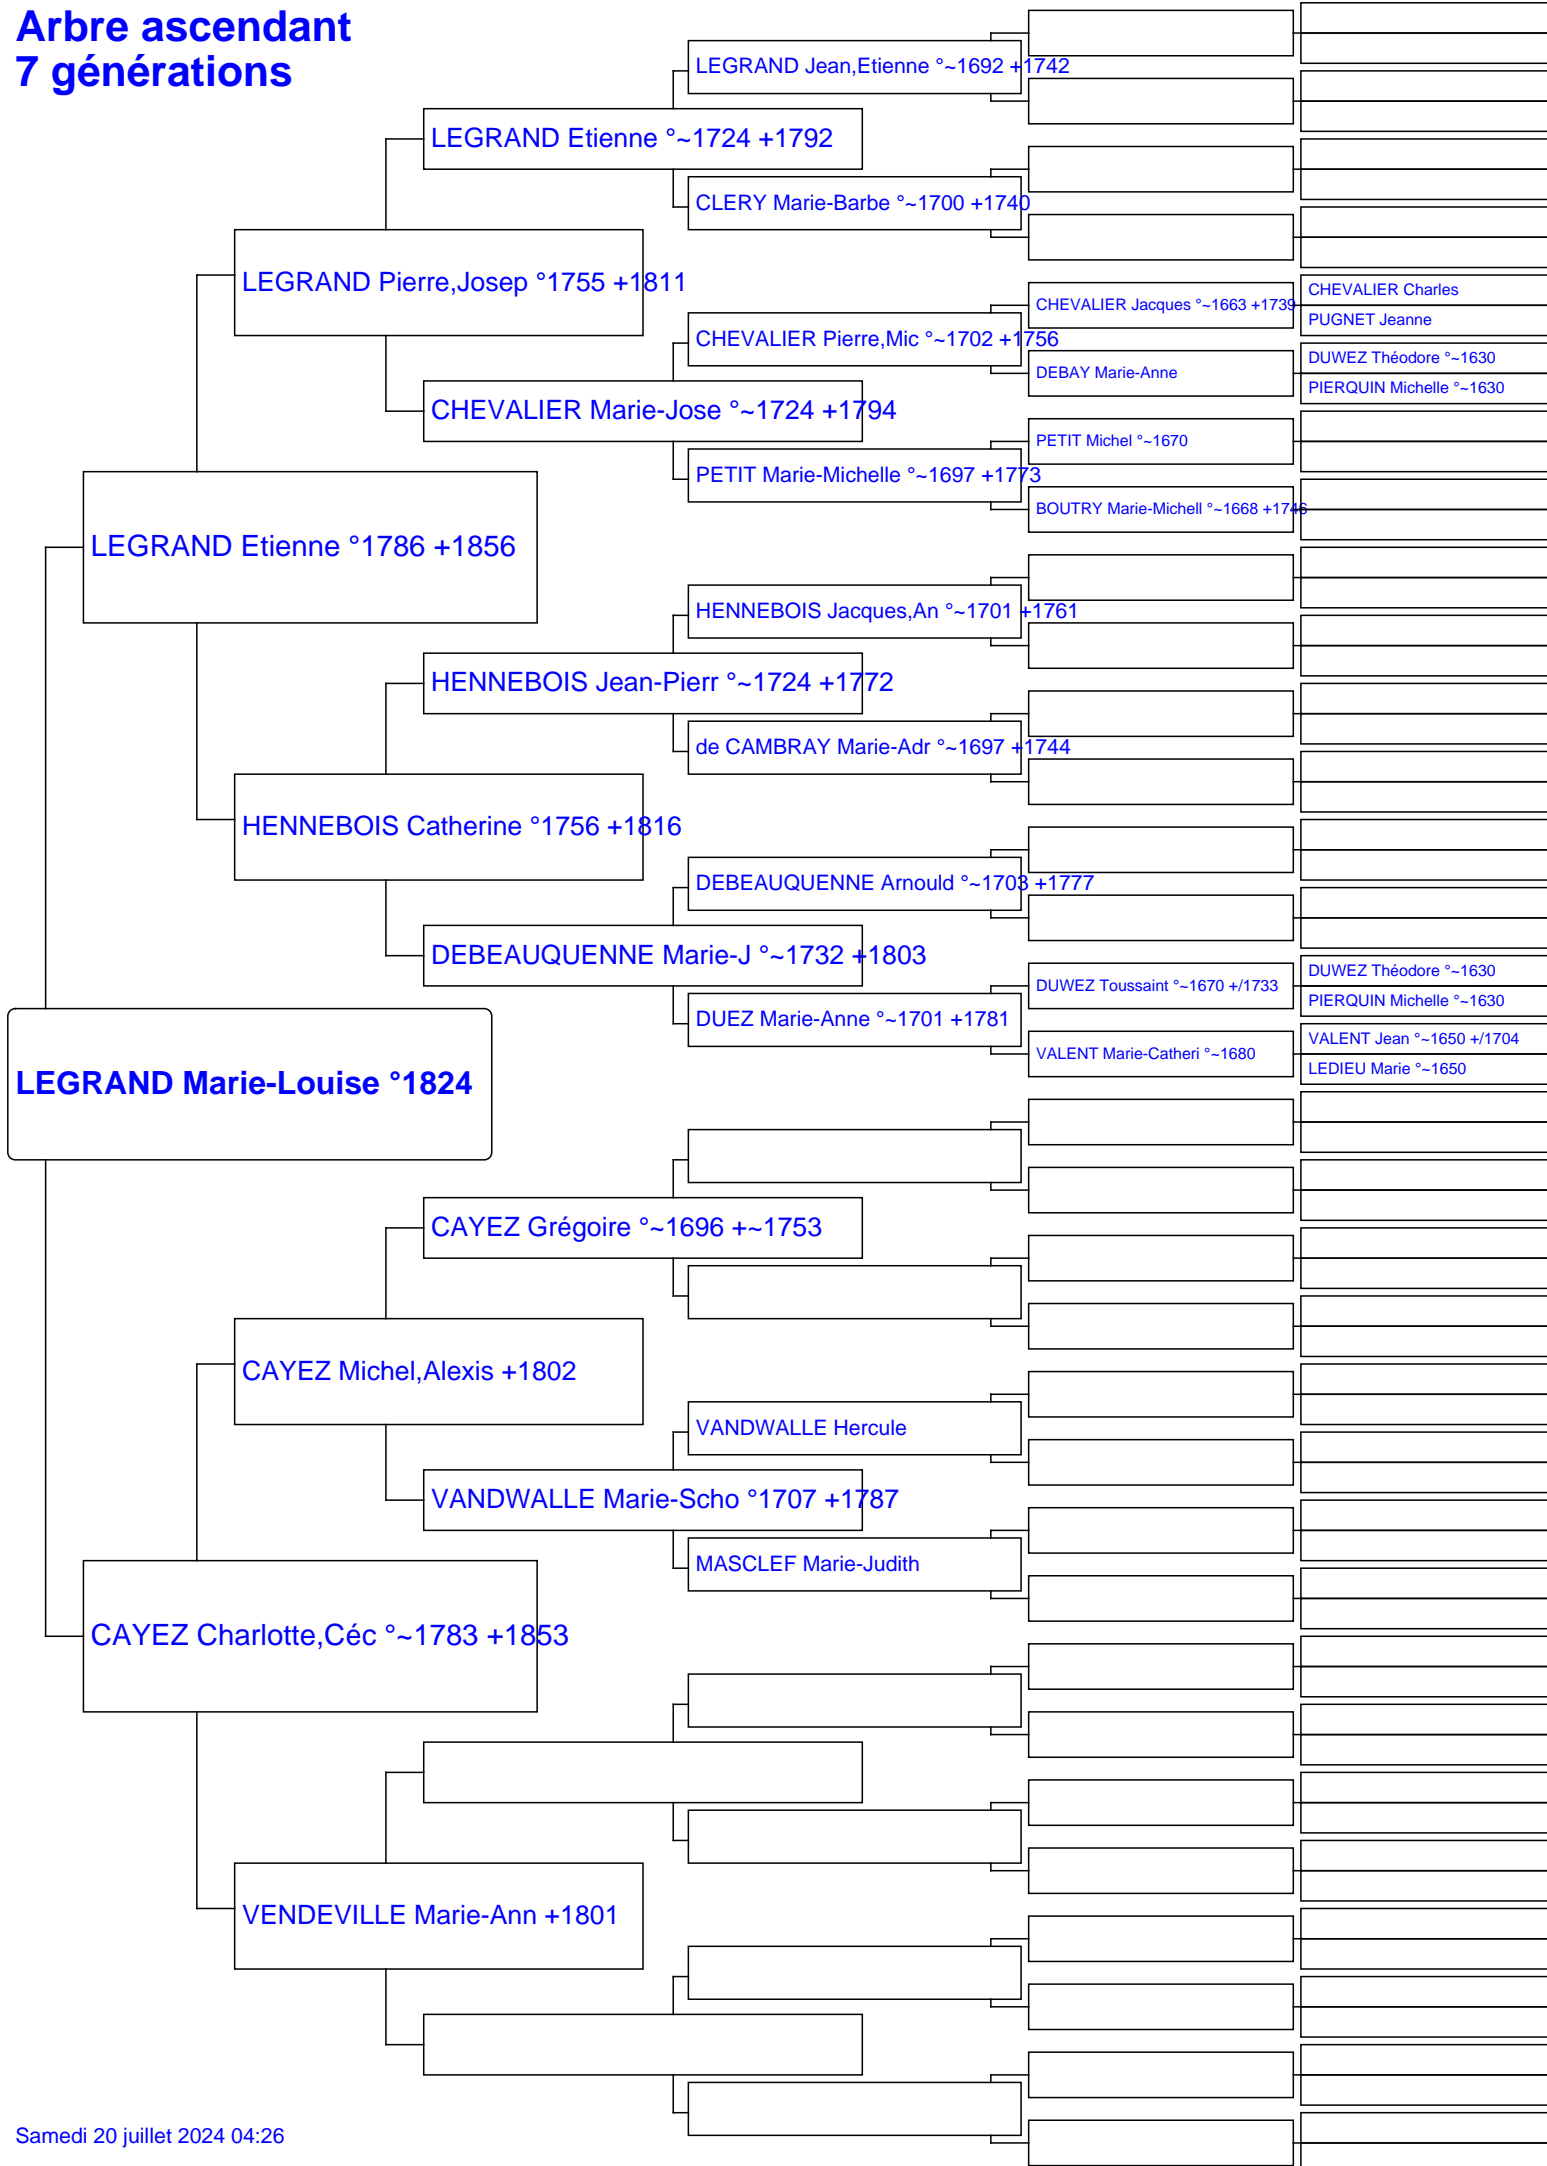 Arbre ascendant
7 générations
LEGRAND Jean,Etienne °~1692 +1742
LEGRAND Etienne °~1724 +1792
CLERY Marie-Barbe °~1700 +1740
LEGRAND Pierre,Josep °1755 +1811
CHEVALIER Charles
CHEVALIER Jacques °~1663 +1739
PUGNET Jeanne
CHEVALIER Pierre,Mic °~1702 +1756
DUWEZ Théodore °~1630
DEBAY Marie-Anne
PIERQUIN Michelle °~1630
CHEVALIER Marie-Jose °~1724 +1794
PETIT Michel °~1670
PETIT Marie-Michelle °~1697 +1773
BOUTRY Marie-Michell °~1668 +1746
LEGRAND Etienne °1786 +1856
HENNEBOIS Jacques,An °~1701 +1761
HENNEBOIS Jean-Pierr °~1724 +1772
de CAMBRAY Marie-Adr °~1697 +1744
HENNEBOIS Catherine °1756 +1816
DEBEAUQUENNE Arnould °~1703 +1777
DEBEAUQUENNE Marie-J °~1732 +1803
DUWEZ Théodore °~1630
DUWEZ Toussaint °~1670 +/1733
PIERQUIN Michelle °~1630
DUEZ Marie-Anne °~1701 +1781
VALENT Jean °~1650 +/1704
VALENT Marie-Catheri °~1680
LEDIEU Marie °~1650
LEGRAND Marie-Louise °1824
CAYEZ Grégoire °~1696 +~1753
CAYEZ Michel,Alexis +1802
VANDWALLE Hercule
VANDWALLE Marie-Scho °1707 +1787
MASCLEF Marie-Judith
CAYEZ Charlotte,Céc °~1783 +1853
VENDEVILLE Marie-Ann +1801
Samedi 20 juillet 2024 04:26